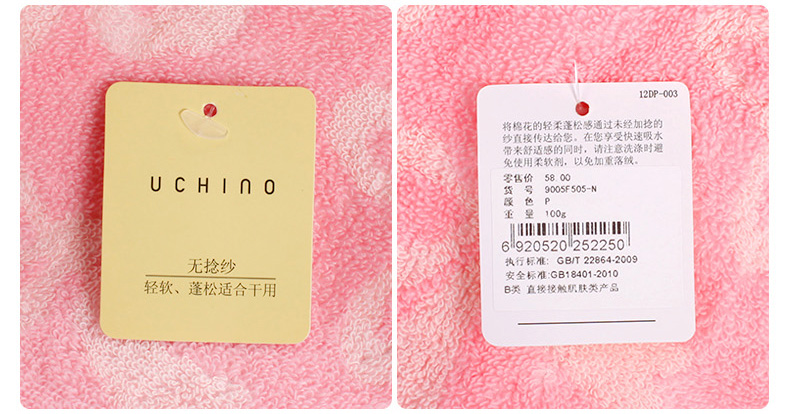 UCHINO
无捻纱
轻软、蓬松适合干用
12DP-003
将棉花的轻柔蓬松感通过未经加捻的
纱直接传达给您。在您享受快速吸水
带来舒适感的同时，请注意洗涤时避
免使用柔软剂，以免加重落绒。
零售价 58.00
货 号 9005F505-N
颜 色 P
重 量 100g
6 920520 252250
执行标准: GB/T 22864-2009
安全标准:GB18401-2010
B类 直接接触肌肤类产品